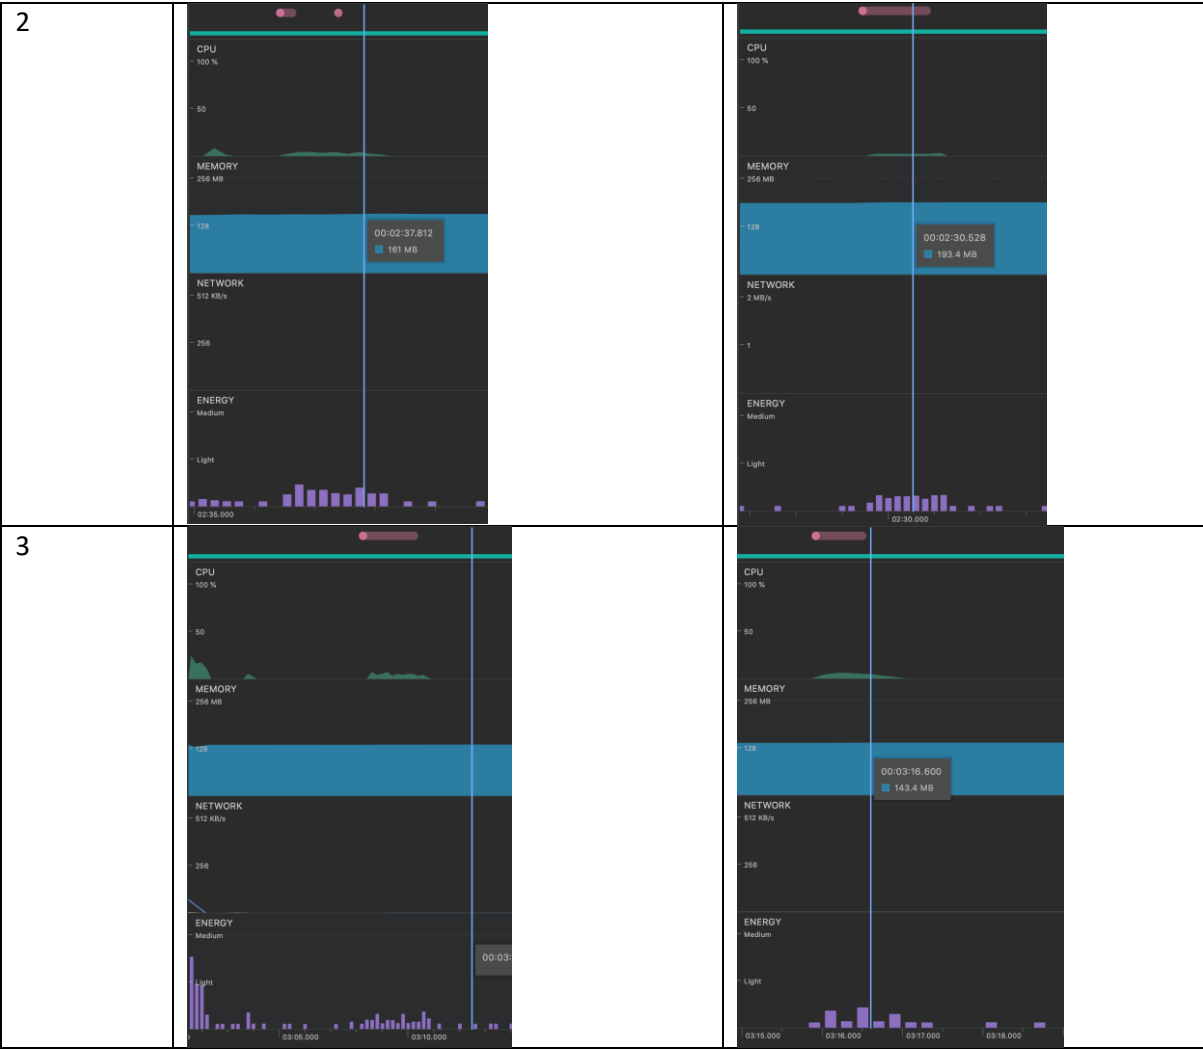 2
CPU
100 %
50
MEMORY
256 MB
128
00:02:37.812
161 MB
NETWORK
512 KB/s
256
ENERGY
Medium
Light
02:35.000
CPU
100 %
50
MEMORY
256 MB
128
00:02:30.528
193.4 MB
NETWORK
2 MB/s
1
ENERGY
Medium
Light
02:30.000
3
CPU
100 %
50
MEMORY
256 MB
128
NETWORK
512 KB/s
256
ENERGY
Medium
00:03:
Light
03:05.000 03:10.000
CPU
100 %
50
MEMORY
256 MB
128
00:03:16.600
143.4 MB
NETWORK
512 KB/s
256
ENERGY
Medium
Light
03:15.000 03:16.000 03:17.000 03:18.000